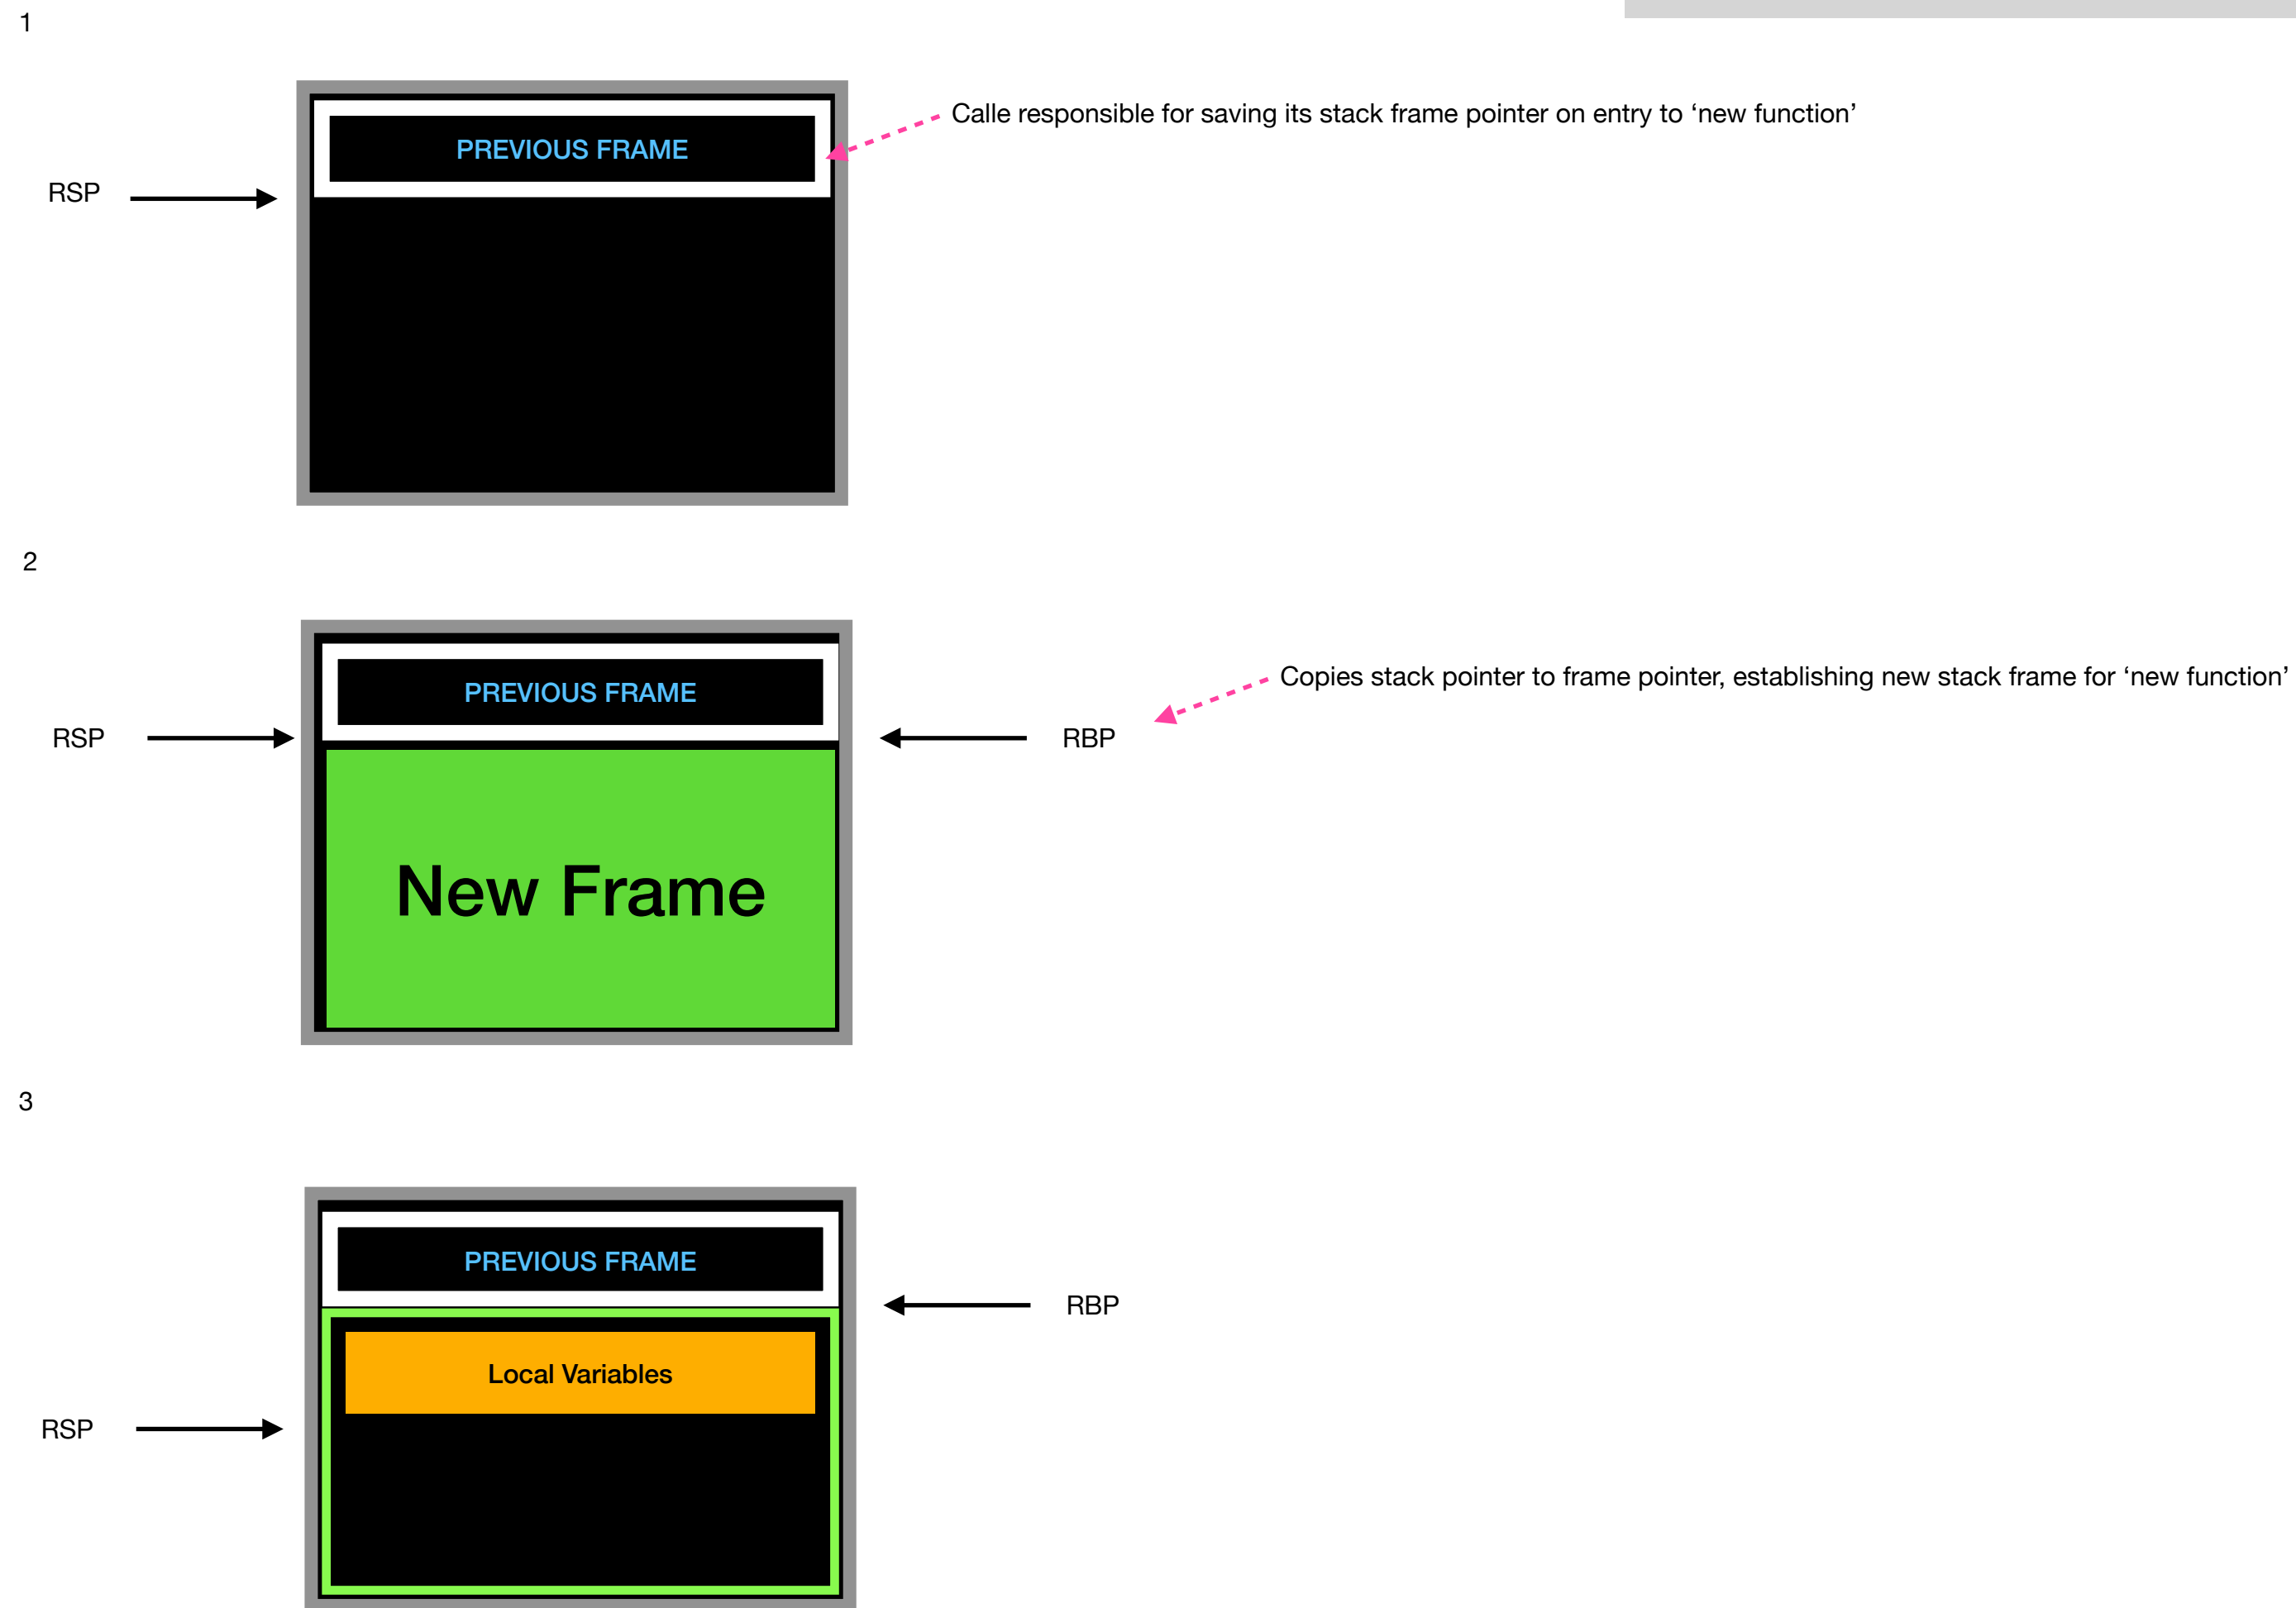 1
Calle responsible for saving its stack frame pointer on entry to ‘new function’
PREVIOUS FRAME
RSP
2
Copies stack pointer to frame pointer, establishing new stack frame for ‘new function’
PREVIOUS FRAME
RSP
RBP
New Frame
3
PREVIOUS FRAME
RBP
Local Variables
RSP